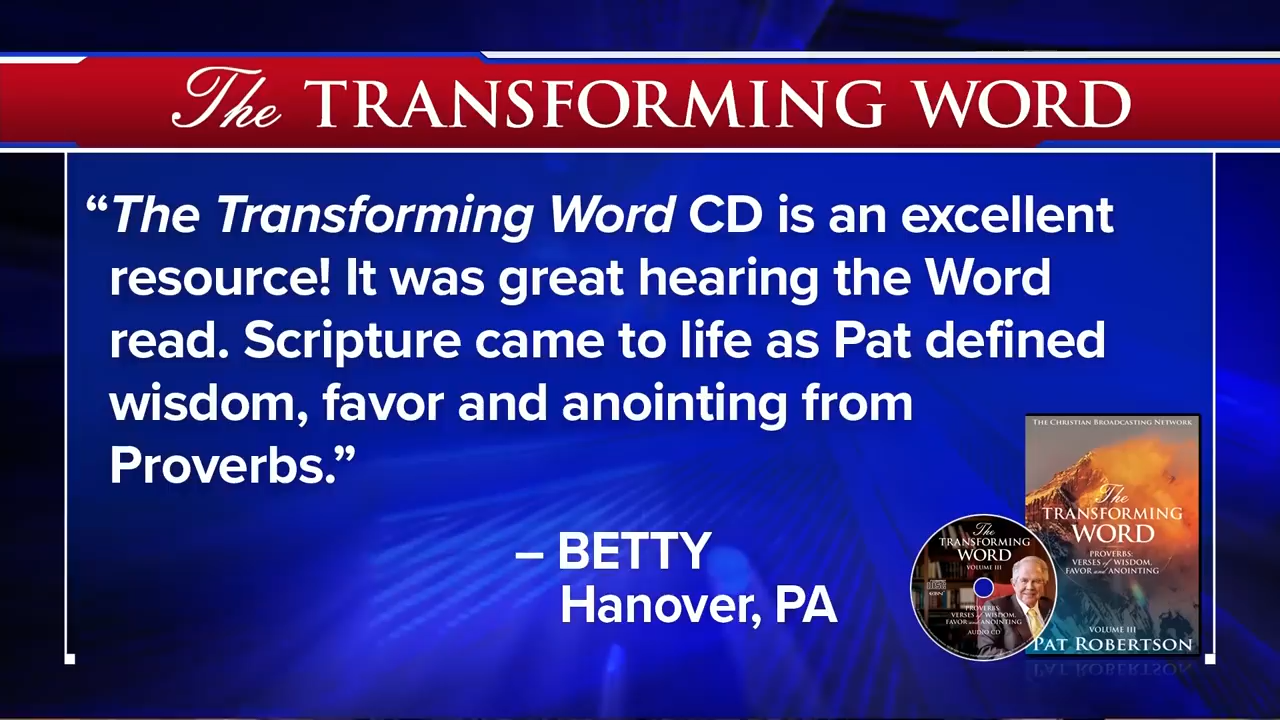 The TRANSFORMING WORD
“The Transforming Word CD is an excellent
resource! It was great hearing the Word
read. Scripture came to life as Pat defined
wisdom, favor and anointing from
Proverbs.”
– BETTY
Hanover, PA
The
TRANSFORMING
WORD
VOLUME III
PROVERBS:
VERSES of WISDOM,
FAVOR and ANOINTING
AUDIO CD
THE CHRISTIAN BROADCASTING NETWORK
The
TRANSFORMING
WORD
PROVERBS:
VERSES of WISDOM,
FAVOR and ANOINTING
VOLUME III
PAT ROBERTSON